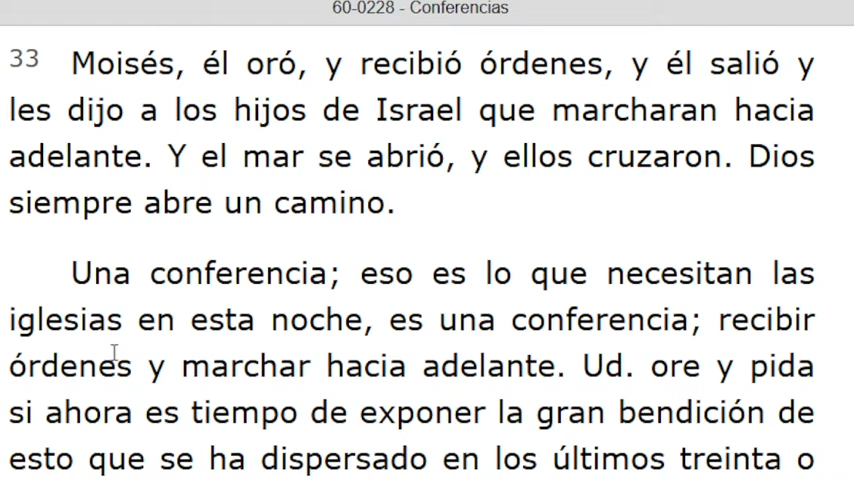 60-0228 - Conferencias
33 Moisés, él oró, y recibió órdenes, y él salió y
les dijo a los hijos de Israel que marcharan hacia
adelante. Y el mar se abrió, y ellos cruzaron. Dios
siempre abre un camino.
Una conferencia; eso es lo que necesitan las
iglesias en esta noche, es una conferencia; recibir
órdenes y marchar hacia adelante. Ud. ore y pida
si ahora es tiempo de exponer la gran bendición de
esto que se ha dispersado en los últimos treinta o